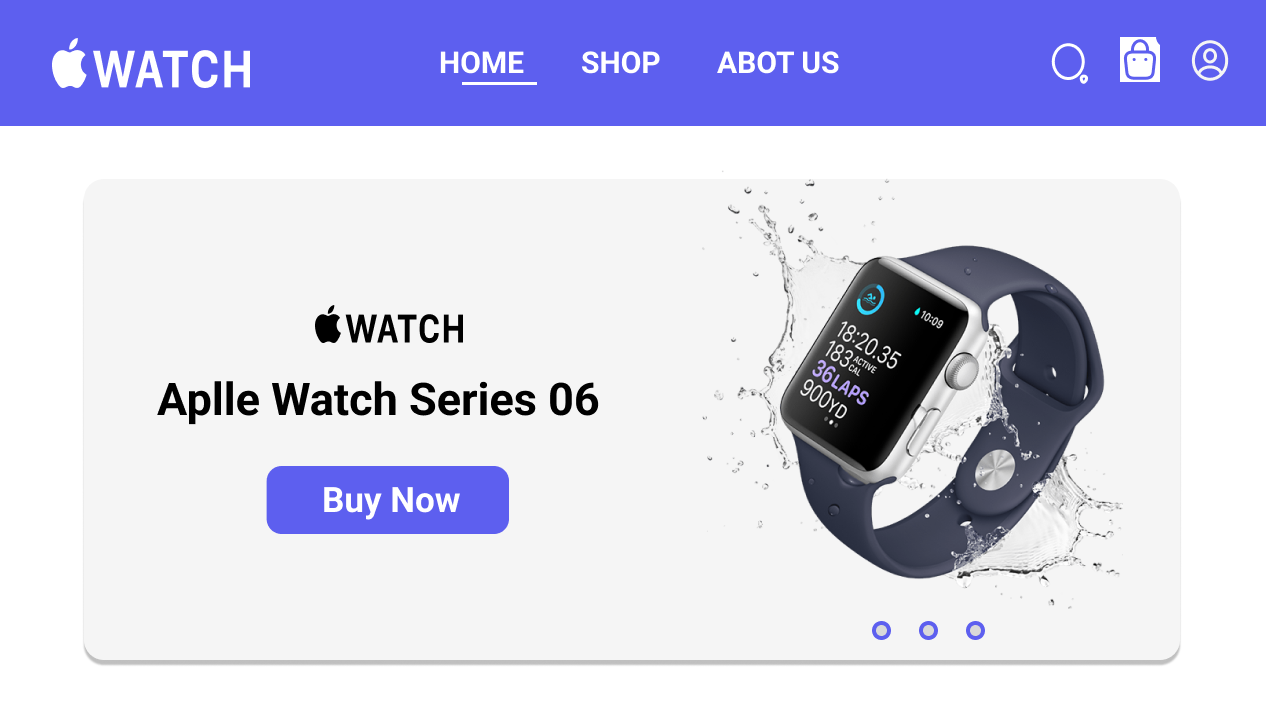 WATCH
HOME SHOP ABOT US
WATCH
Aplle Watch Series 06
Buy Now
10:09
18:20.35
183 ACTIVE CAL
36 LAPS
900YD